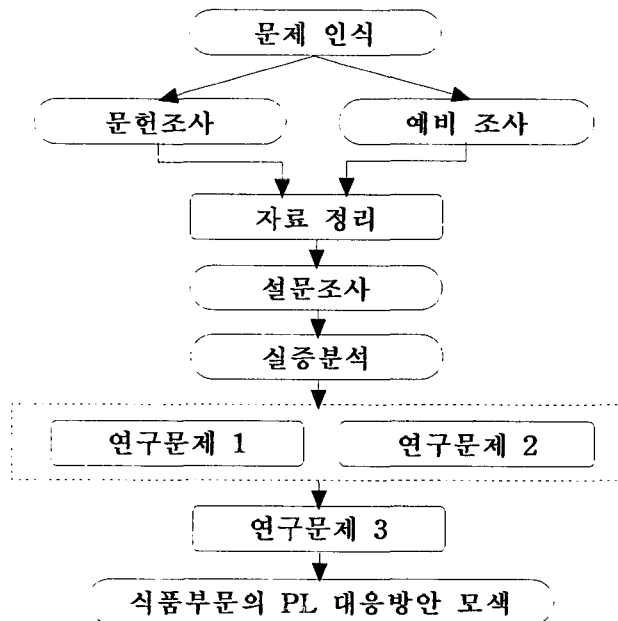 문제 인식
문헌조사
예비 조사
자료 정리
설문조사
실증분석
연구문제 1
연구문제 2
연구문제 3
식품부문의 PL 대응방안 모색